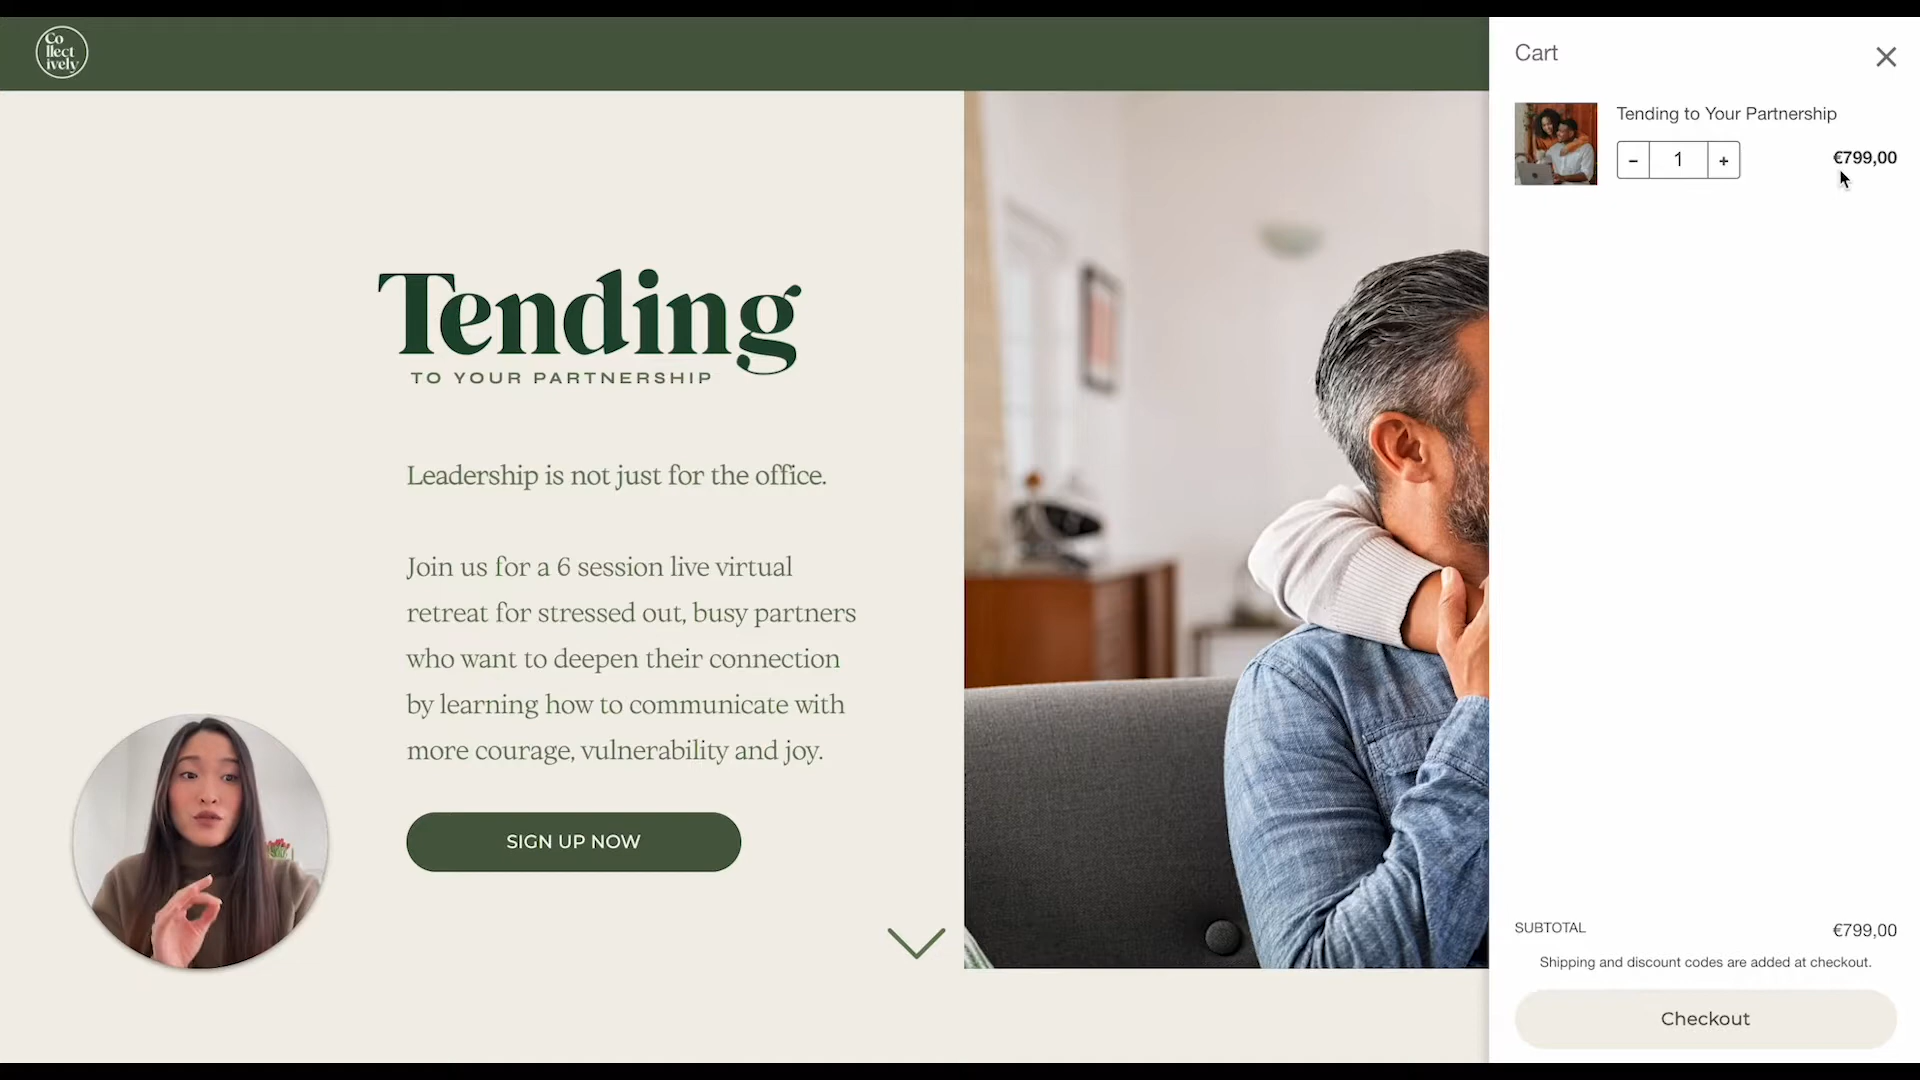 Co
llect
ively
Tending
TO YOUR PARTNERSHIP
Leadership is not just for the office.
Join us for a 6 session live virtual
retreat for stressed out, busy partners
who want to deepen their connection
by learning how to communicate with
more courage, vulnerability and joy.
SIGN UP NOW
Cart
Tending to Your Partnership
- 1 +
€799,00
SUBTOTAL
€799,00
Shipping and discount codes are added at checkout.
Checkout